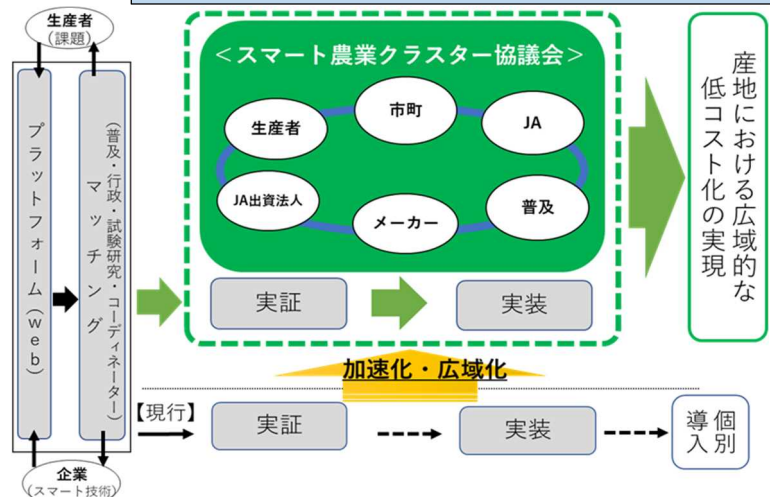 生産者
(課題)
プラットフォーム(web)
マッチング
(普及・行政・試験研究・コーディネーター)
企業
(スマート技術)
＜スマート農業クラスター協議会＞
市町
生産者
JA
JA出資法人
普及
メーカー
実証
実装
産地における広域的な
低コスト化の実現
加速化・広域化
【現行】
実証
実装
個別
導入